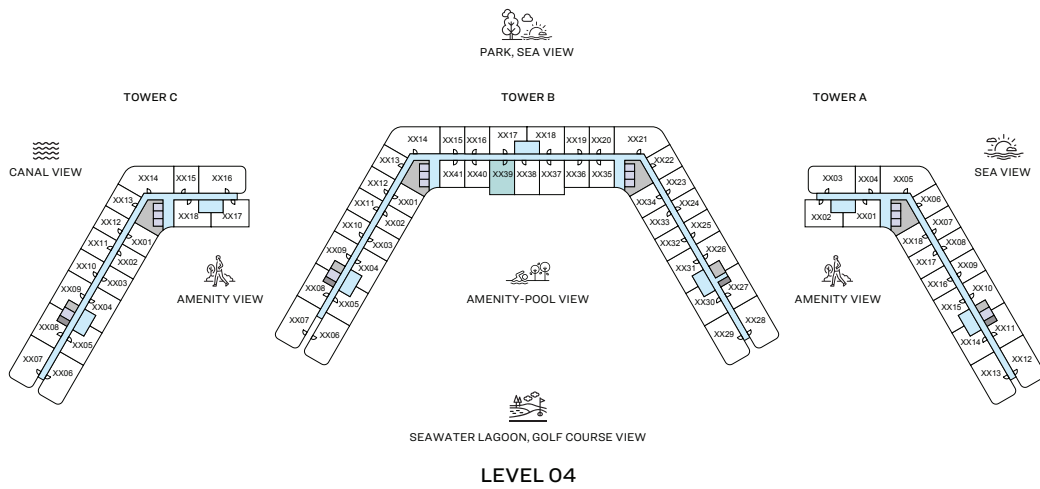 PARK, SEA VIEW
TOWER C
TOWER B
TOWER A
CANAL VIEW
SEA VIEW
XX14
XX15
XX16
XX13
XX12
XX11
XX10
XX09
XX08
XX07
XX06
XX05
XX04
XX03
XX02
XX01
XX18
XX17
AMENITY VIEW
XX14
XX15
XX16
XX17
XX18
XX19
XX20
XX21
XX13
XX12
XX11
XX10
XX09
XX08
XX07
XX06
XX05
XX04
XX03
XX02
XX01
XX41
XX40
XX39
XX38
XX37
XX36
XX35
XX34
XX33
XX32
XX31
XX30
XX29
XX28
XX27
XX26
XX25
XX24
XX23
XX22
AMENITY-POOL VIEW
XX03
XX04
XX05
XX02
XX01
XX06
XX07
XX08
XX09
XX10
XX11
XX12
XX13
XX14
XX15
XX16
XX17
XX18
AMENITY VIEW
SEAWATER LAGOON, GOLF COURSE VIEW
LEVEL 04